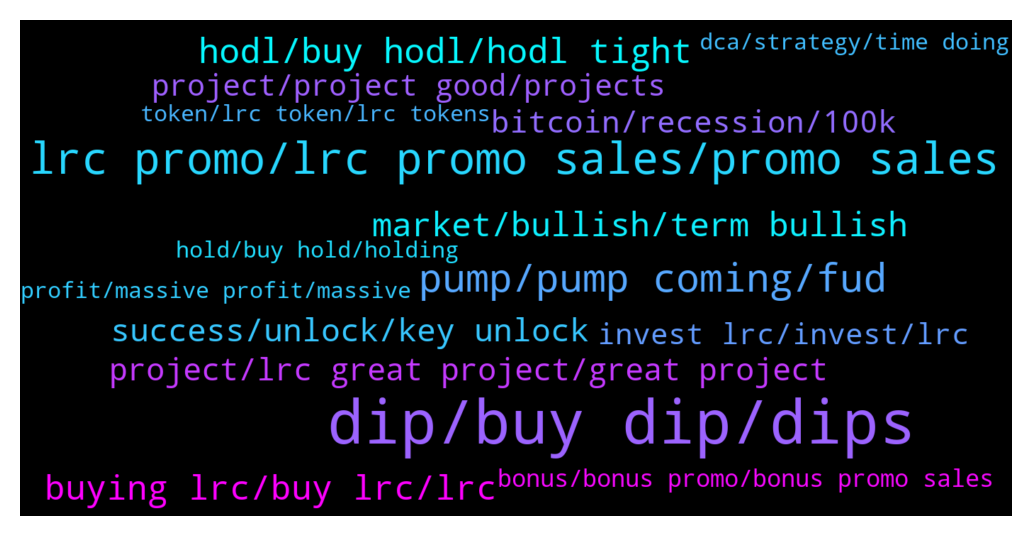 hodl/buy hodl/hodl tight
dca/strategy/time doing
project/project good/projects
token/lrc token/lrc tokens
bitcoin/recession/100k
lrc promo/lrc promo sales/promo sales
market/bullish/term bullish
hold/buy hold/holding
pump/pump coming/fud
profit/massive profit/massive
success/unlock/key unlock
invest lrc/invest/lrc
project/lrc great project/great project
dip/buy dip/dips
buying lrc/buy lrc/lrc
bonus/bonus promo/bonus promo sales